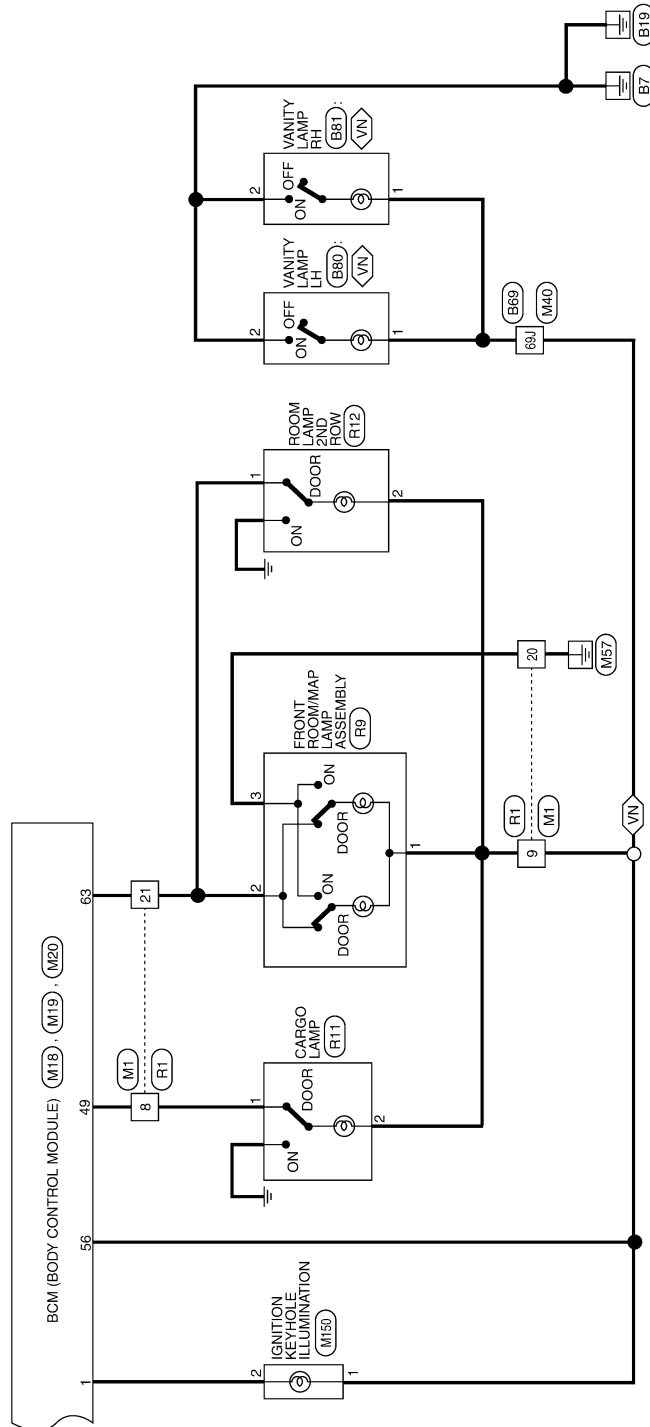 BCM (BODY CONTROL MODULE) M18 , M19 , M20
1
56
49
63
M1
R1
8
21
IGNITION
KEYHOLE
ILLUMINATION
M150
2
1
CARGO
LAMP
R11
1
ON
DOOR
2
FRONT
ROOM/MAP
LAMP
ASSEMBLY
R9
2
3
DOOR
ON
DOOR
ON
1
ROOM
LAMP
2ND
ROW
R12
1
ON
DOOR
2
VANITY
LAMP
LH
B80 :
VN
2
ON
OFF
1
VANITY
LAMP
RH
B81 :
VN
2
ON
OFF
1
R1
M1
9
20
M57
69J
B69
M40
VN
B7
B19